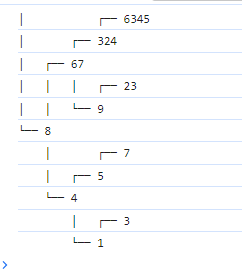 │           ┌── 6345
│       ┌── 324
│   ┌── 67
│   │   │   ┌── 23
│   │   └── 9
└── 8
    │       ┌── 7
    │   ┌── 5
    └── 4
        │   ┌── 3
        └── 1
>